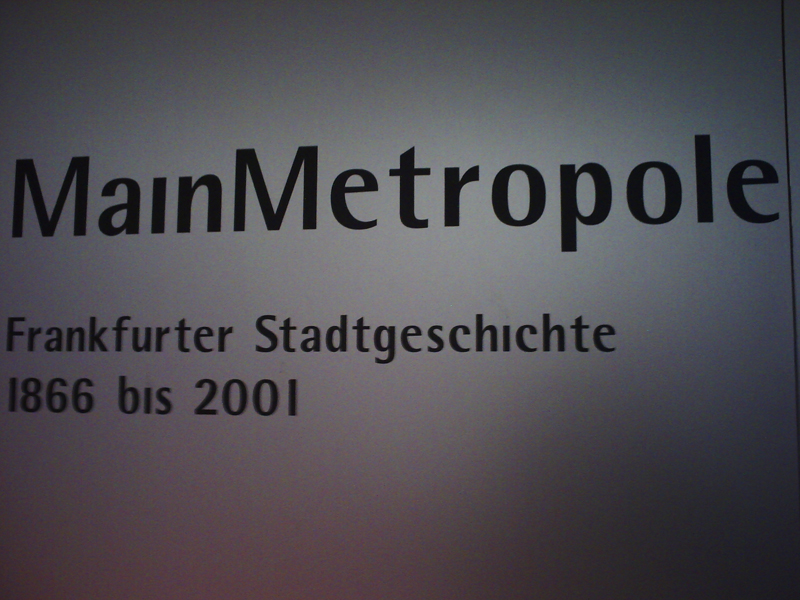 MainMetropole
Frankfurter Stadtgeschichte
1866 bis 2001